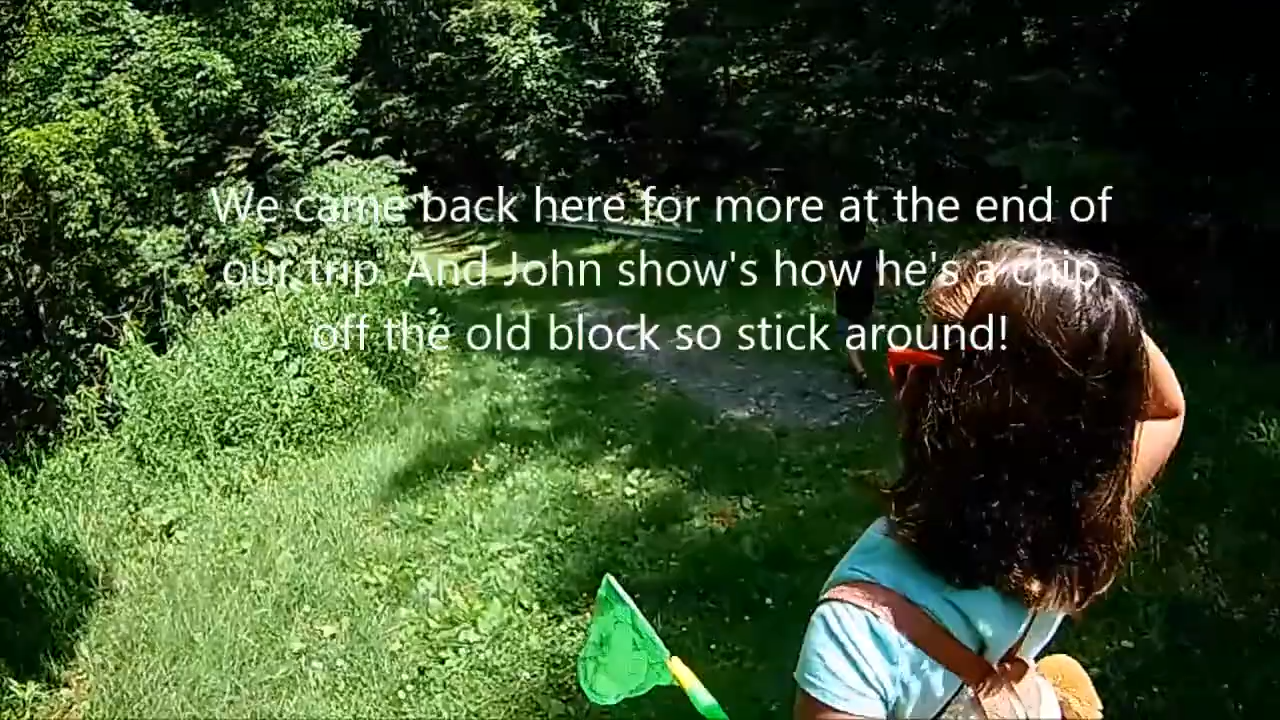 We came back here for more at the end of
our trip. And John show's how he's a chip
off the old block so stick around!